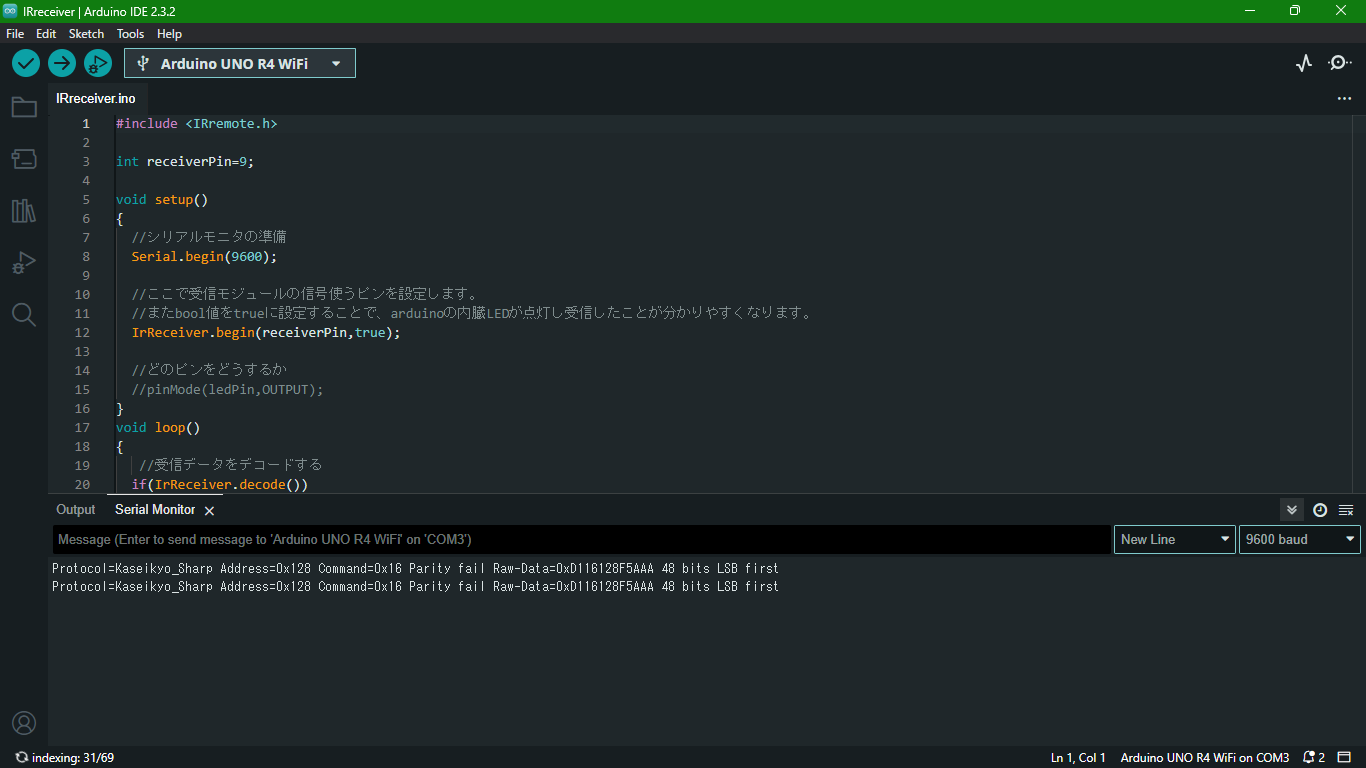 IRreceiver | Arduino IDE 2.3.2
File Edit Sketch Tools Help
Arduino UNO R4 WiFi
IRreceiver.ino
1 #include <IRremote.h>
2
3 int receiverPin=9;
4
5 void setup()
6 {
7 //シリアルモニタの準備
8 Serial.begin(9600);
9
10 //ここで受信モジュールの信号使うピンを設定します。
11 //またbool値をtrueに設定することで、arduinoの内臓LEDが点灯し受信したことが分かりやすくなります。
12 IrReceiver.begin(receiverPin,true);
13
14 //どのピンをどうするか
15 //pinMode(ledPin,OUTPUT);
16 }
17 void loop()
18 {
19 //受信データをデコードする
20 if(IrReceiver.decode())
Output Serial Monitor
Message (Enter to send message to 'Arduino UNO R4 WiFi' on 'COM3') New Line 9600 baud
Protocol=Kaseikyo_Sharp Address=0x128 Command=0x16 Parity fail Raw-Data=0xD116128F5AAA 48 bits LSB first
Protocol=Kaseikyo_Sharp Address=0x128 Command=0x16 Parity fail Raw-Data=0xD116128F5AAA 48 bits LSB first
indexing: 31/69 Ln 1, Col 1 Arduino UNO R4 WiFi on COM3 2